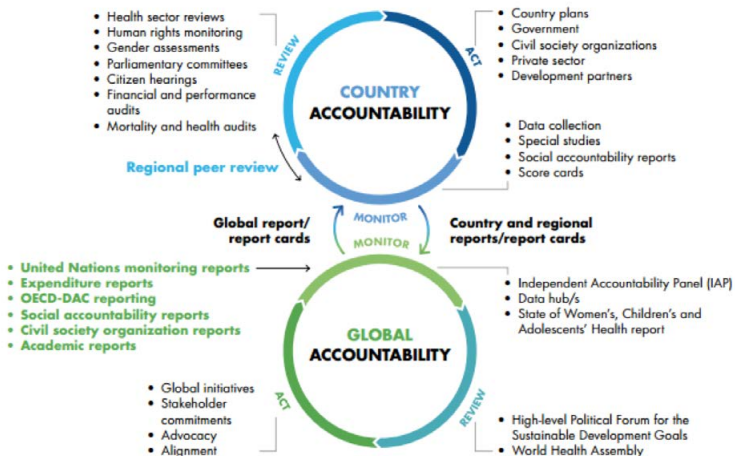 • Health sector reviews
• Human rights monitoring
• Gender assessments
• Parliamentary committees
• Citizen hearings
• Financial and performance
audits
• Mortality and health audits
REVIEW
COUNTRY
ACCOUNTABILITY
ACT
• Country plans
• Government
• Civil society organizations
• Private sector
• Development partners
• Data collection
• Special studies
• Social accountability reports
• Score cards
Regional peer review
Global report/
report cards
MONITOR
MONITOR
Country and regional
reports/report cards
• United Nations monitoring reports
• Expenditure reports
• OECD-DAC reporting
• Social accountability reports
• Civil society organization reports
• Academic reports
GLOBAL
ACCOUNTABILITY
• Independent Accountability Panel (IAP)
• Data hub/s
• State of Women's, Children's and
Adolescents' Health report
• Global initiatives
• Stakeholder
commitments
• Advocacy
• Alignment
ACT
REVIEW
• High-level Political Forum for the
Sustainable Development Goals
• World Health Assembly